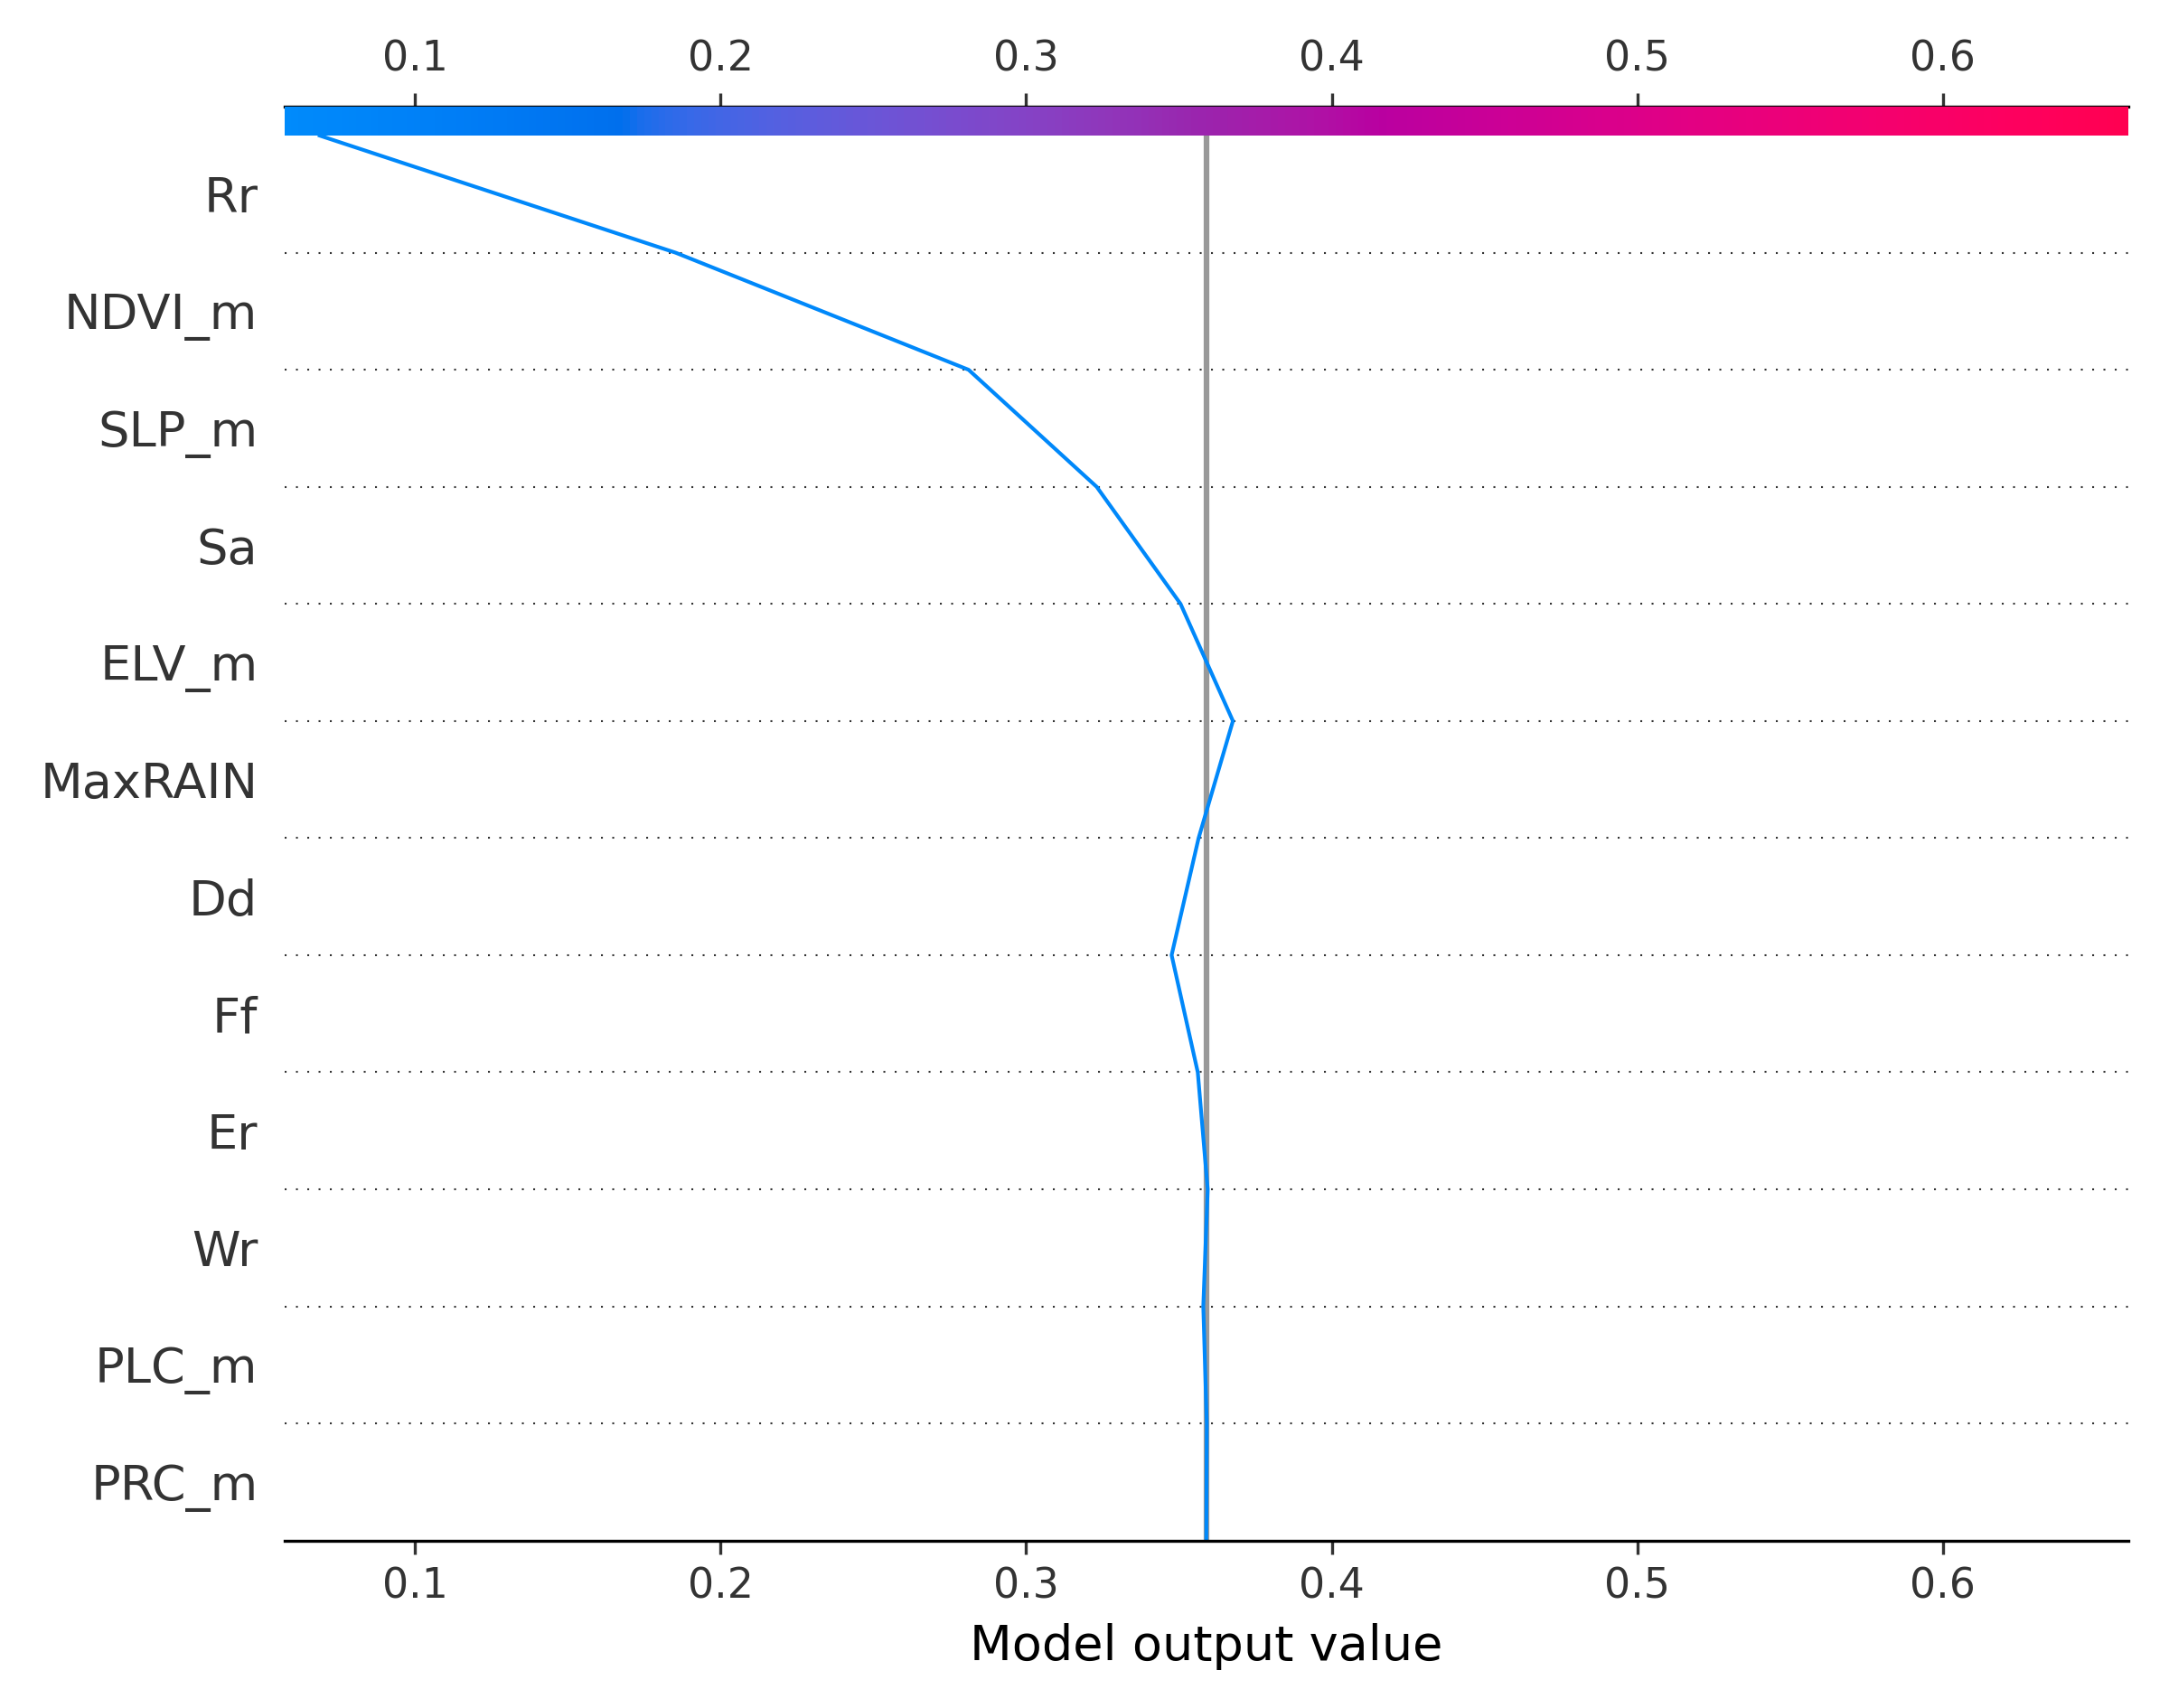 0.1 0.2 0.3 0.4 0.5 0.6
Rr
NDVI_m
SLP_m
Sa
ELV_m
MaxRAIN
Dd
Ff
Er
Wr
PLC_m
PRC_m
0.1 0.2 0.3 0.4 0.5 0.6
Model output value